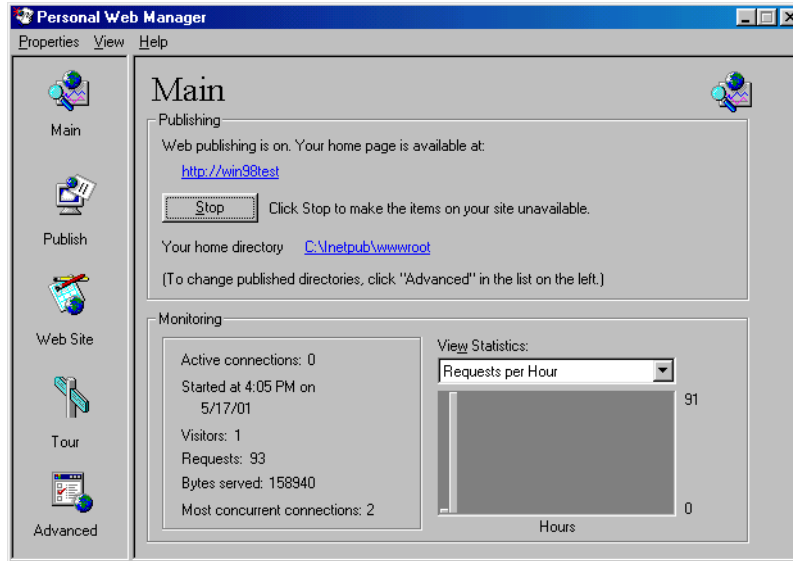 Personal Web Manager
Properties View Help
Main
Publish
Web Site
Tour
Advanced
Main
Publishing
Web publishing is on. Your home page is available at:
http://win98test
Stop Click Stop to make the items on your site unavailable.
Your home directory C:\Inetpub\wwwroot
(To change published directories, click "Advanced" in the list on the left.)
Monitoring
Active connections: 0
Started at 4:05 PM on
5/17/01
Visitors: 1
Requests: 93
Bytes served: 158940
Most concurrent connections: 2
View Statistics:
Requests per Hour
91
0
Hours